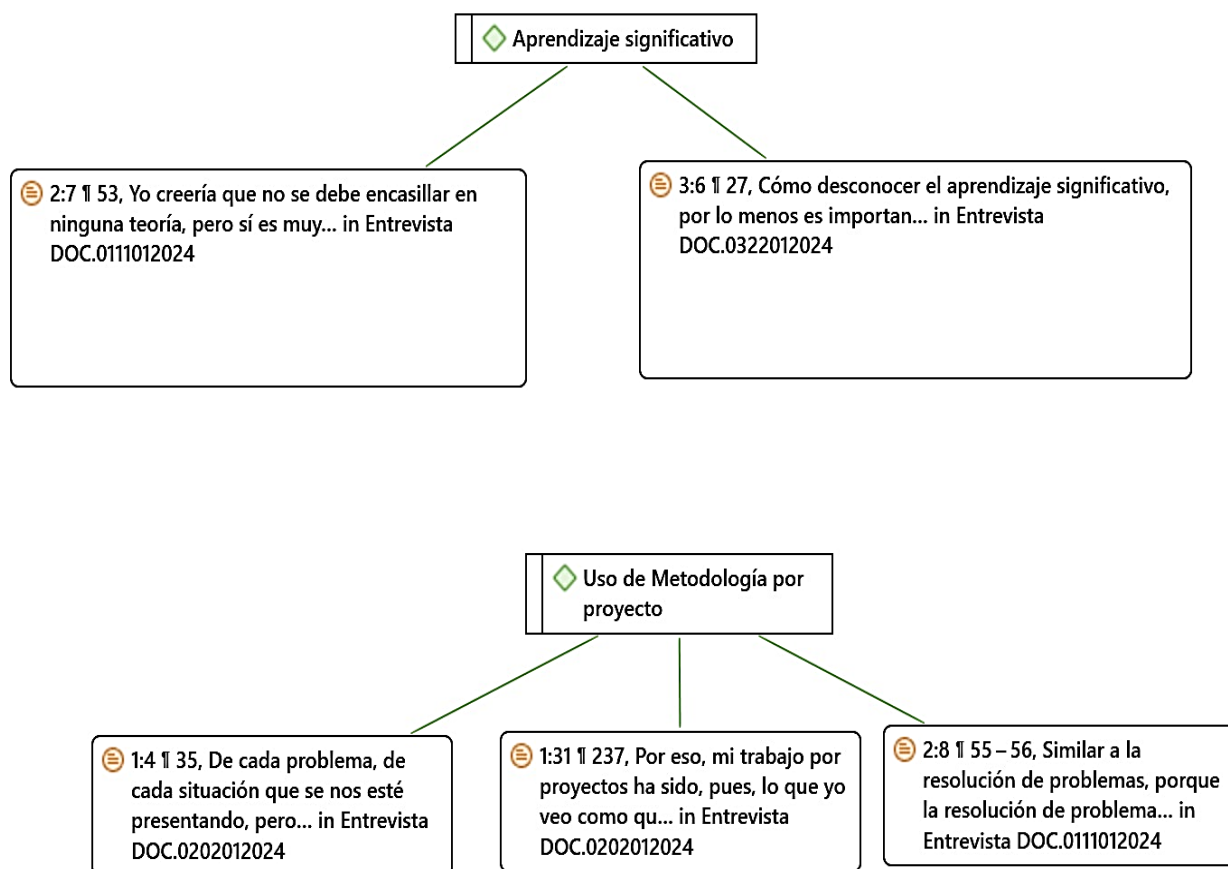 Aprendizaje significativo
2:7 ¶ 53, Yo creería que no se debe encasillar en
ninguna teoría, pero sí es muy... in Entrevista
DOC.0111012024
3:6 ¶ 27, Cómo desconocer el aprendizaje significativo,
por lo menos es importan... in Entrevista
DOC.0322012024
Uso de Metodología por
proyecto
1:4 ¶ 35, De cada problema, de
cada situación que se nos esté
presentando, pero... in Entrevista
DOC.0202012024
1:31 ¶ 237, Por eso, mi trabajo por
proyectos ha sido, pues, lo que yo
veo como qu... in Entrevista
DOC.0202012024
2:8 ¶ 55 – 56, Similar a la
resolución de problemas, porque
la resolución de problema... in
Entrevista DOC.0111012024